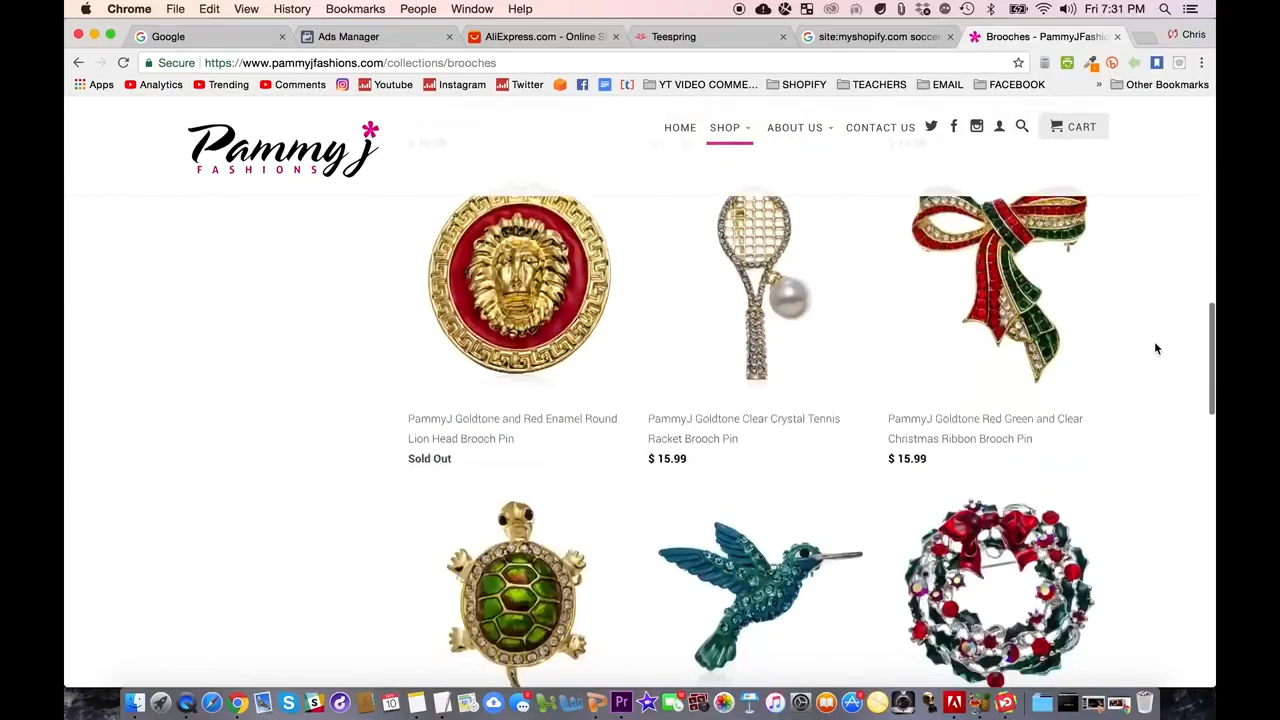 Chrome File Edit View History Bookmarks People Window Help Fri 7:31 PM
Google Ads Manager AliExpress.com - Online S Teespring site:myshopify.com soccer Brooches - PammyJFashio Chris
Secure https://www.pammyjfashions.com/collections/brooches
Apps Analytics Trending Comments Youtube Instagram Twitter YT VIDEO COMME... SHOPIFY TEACHERS EMAIL FACEBOOK » Other Bookmarks
PammyJ
FASHIONS
HOME SHOP ABOUT US CONTACT US CART
PammyJ Goldtone and Red Enamel Round
Lion Head Brooch Pin
Sold Out
PammyJ Goldtone Clear Crystal Tennis
Racket Brooch Pin
$ 15.99
PammyJ Goldtone Red Green and Clear
Christmas Ribbon Brooch Pin
$ 15.99